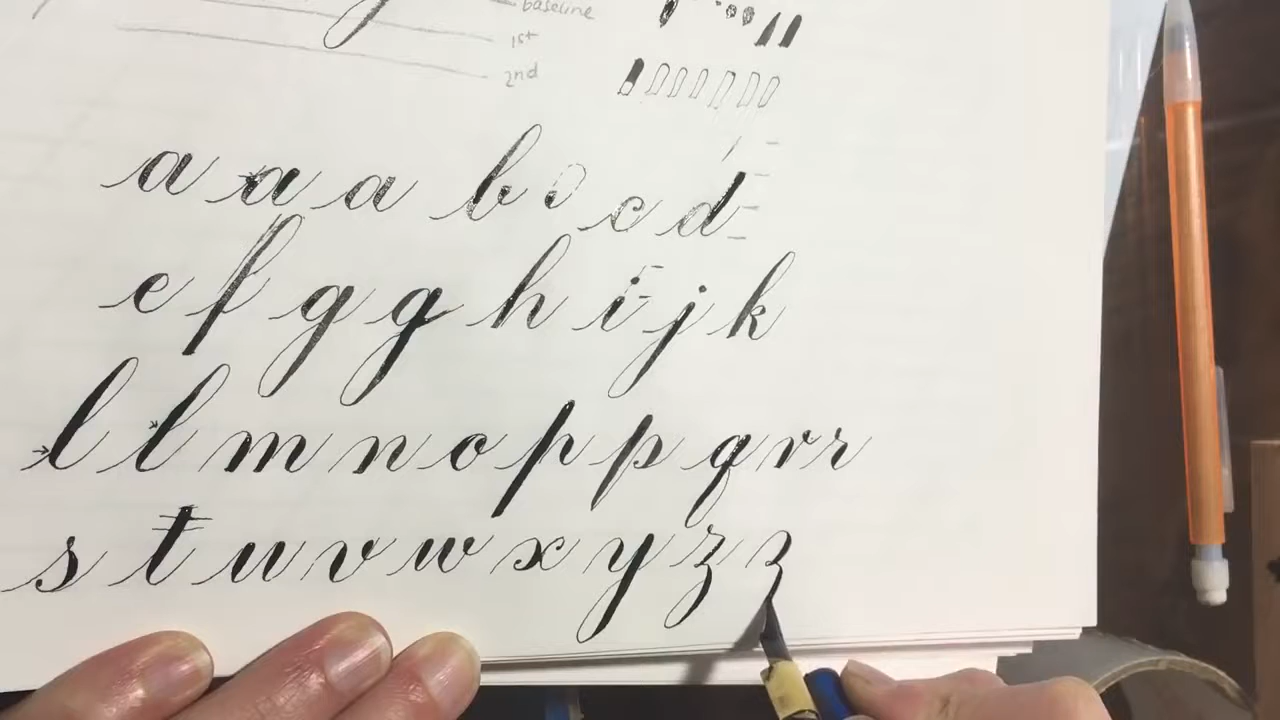 baseline
1st
2nd
a a a b c d
e f g g h i j k
l l m n o p p q r r
s t u v w x y z z